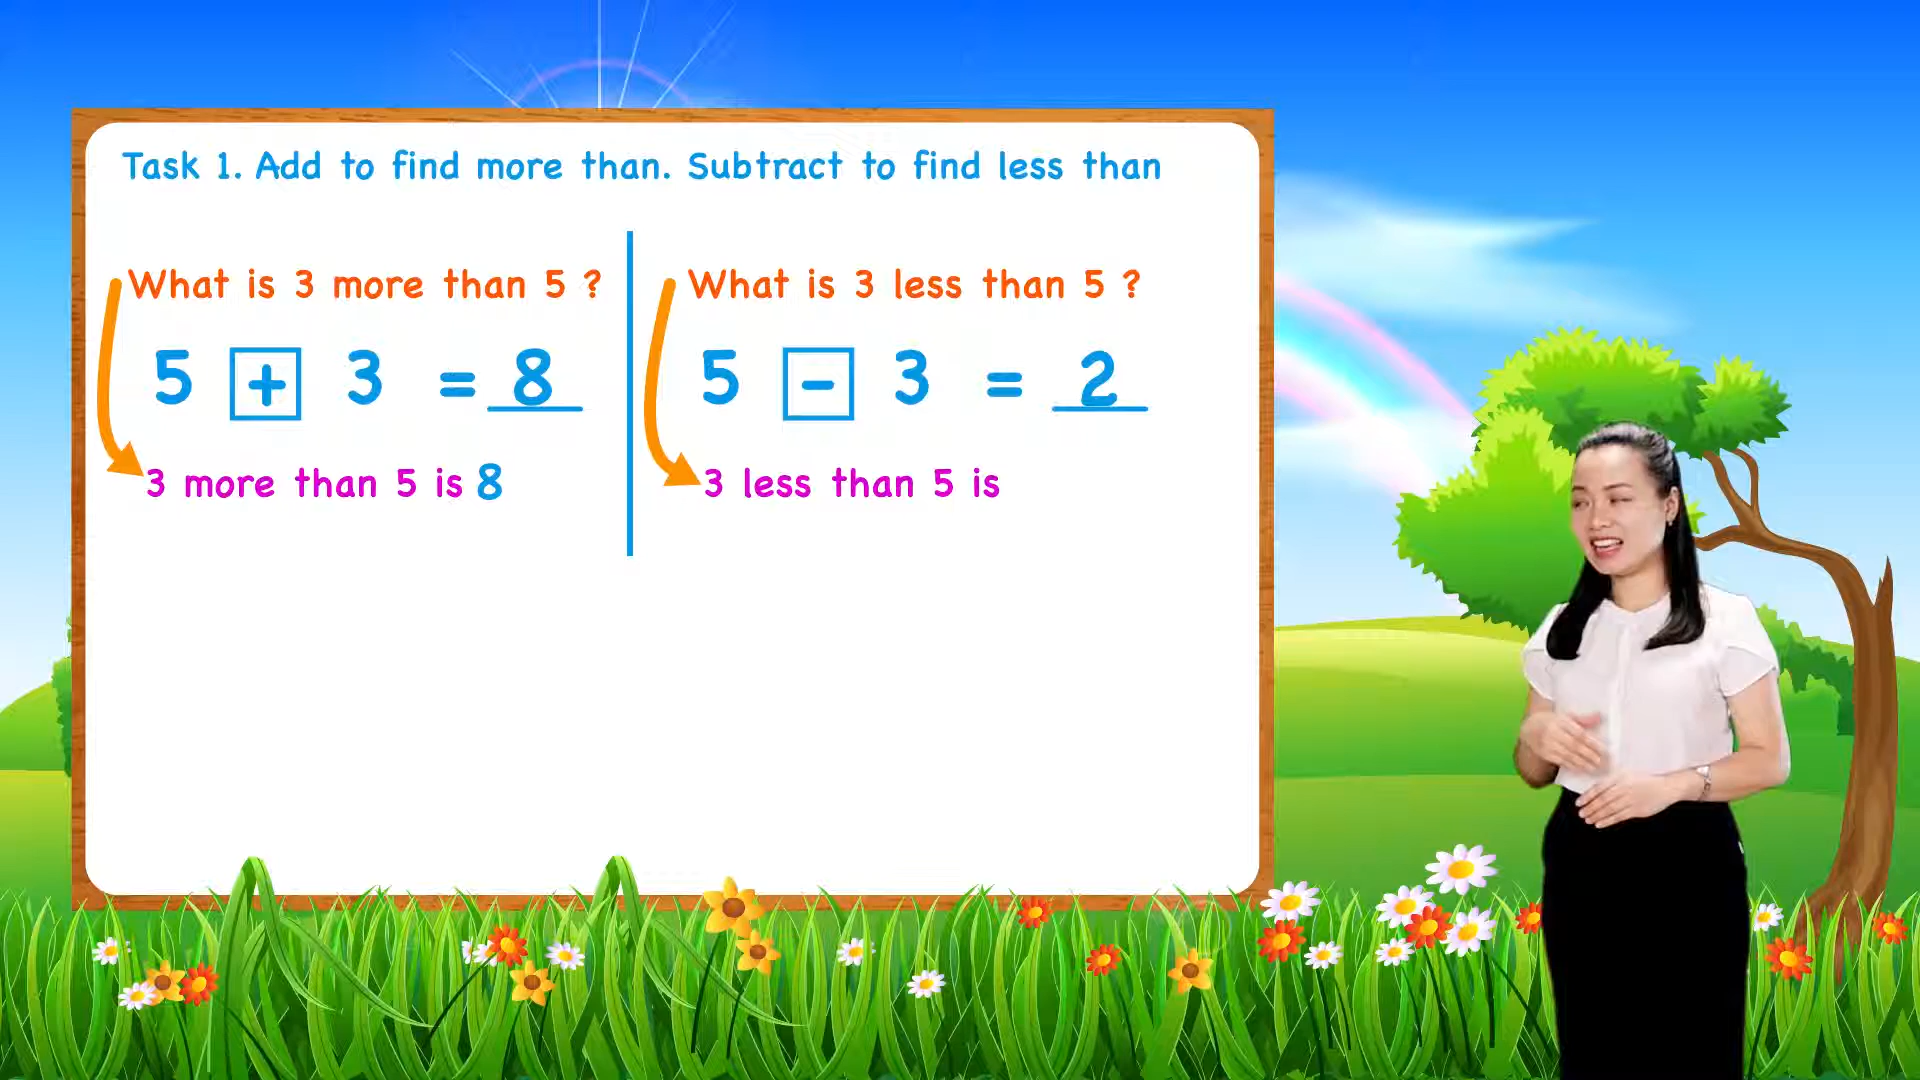 Task 1. Add to find more than. Subtract to find less than
What is 3 more than 5 ?
5 + 3 = 8
3 more than 5 is 8
What is 3 less than 5 ?
5 - 3 = 2
3 less than 5 is